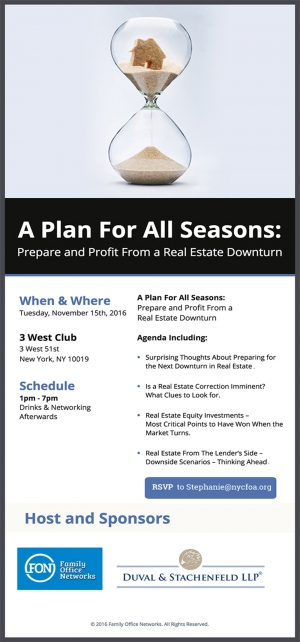 A Plan For All Seasons:
Prepare and Profit From a Real Estate Downturn
When & Where
Tuesday, November 15th, 2016
3 West Club
3 West 51st
New York, NY 10019
Schedule
1pm - 7pm
Drinks & Networking
Afterwards
A Plan For All Seasons:
Prepare and Profit From a
Real Estate Downturn
Agenda Including:
• Surprising Thoughts About Preparing for
the Next Downturn in Real Estate .
• Is a Real Estate Correction Imminent?
What Clues to Look for.
• Real Estate Equity Investments –
Most Critical Points to Have Won When the
Market Turns.
• Real Estate From The Lender's Side –
Downside Scenarios – Thinking Ahead .
RSVP to Stephanie@nycfoa.org
Host and Sponsors
FON
Family
Office
Networks
DUVAL & STACHENFELD LLP®
© 2016 Family Office Networks. All Rights Reserved.